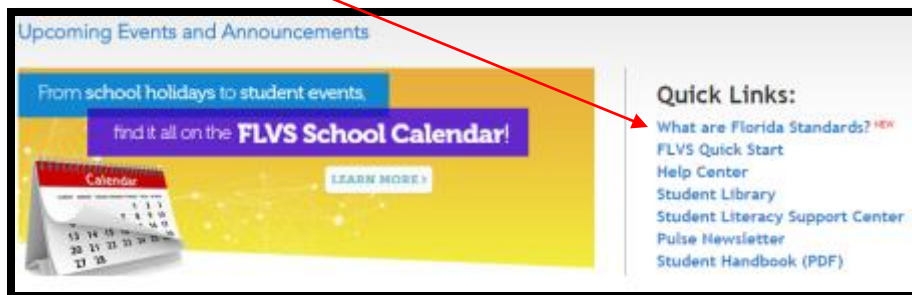 Upcoming Events and Announcements
From school holidays to student events,
find it all on the FLVS School Calendar!
LEARN MORE >
Calendar
Quick Links:
What are Florida Standards? NEW
FLVS Quick Start
Help Center
Student Library
Student Literacy Support Center
Pulse Newsletter
Student Handbook (PDF)